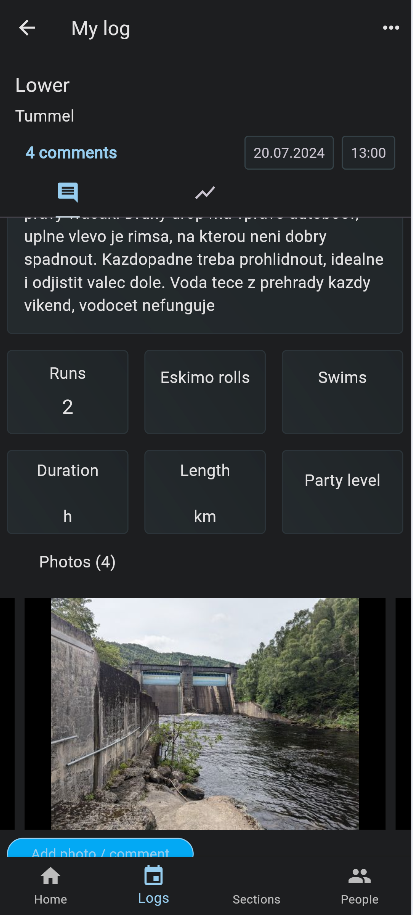 My log
Lower
Tummel
4 comments
20.07.2024
13:00
uplne vlevo je rimsa, na kterou neni dobry
spadnout. Kazdopadne treba prohlidnout, idealne
i odjistit valec dole. Voda tece z prehrady kazdy
vikend, vodocet nefunguje
Runs
2
Eskimo rolls
Swims
Duration
h
Length
km
Party level
Photos (4)
Add photo / comment
Home
Logs
Sections
People